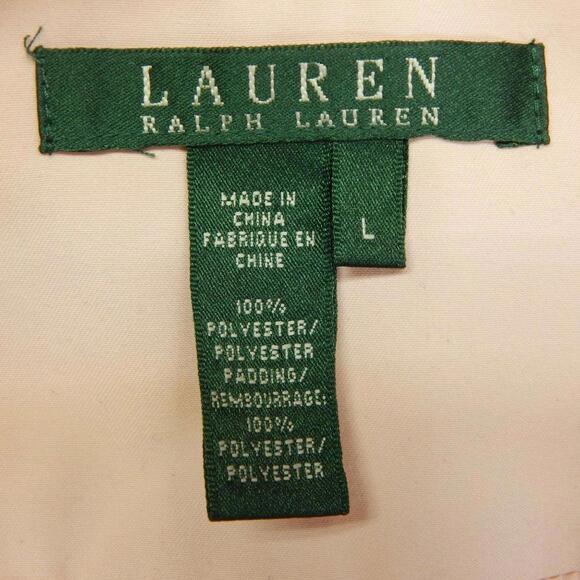 LAUREN
RALPH LAUREN
MADE IN
CHINA
FABRIQUE EN
CHINE
100%
POLYESTER/
POLYESTER
PADDING/
REMBOURRAGE:
100%
POLYESTER/
POLYESTER
L